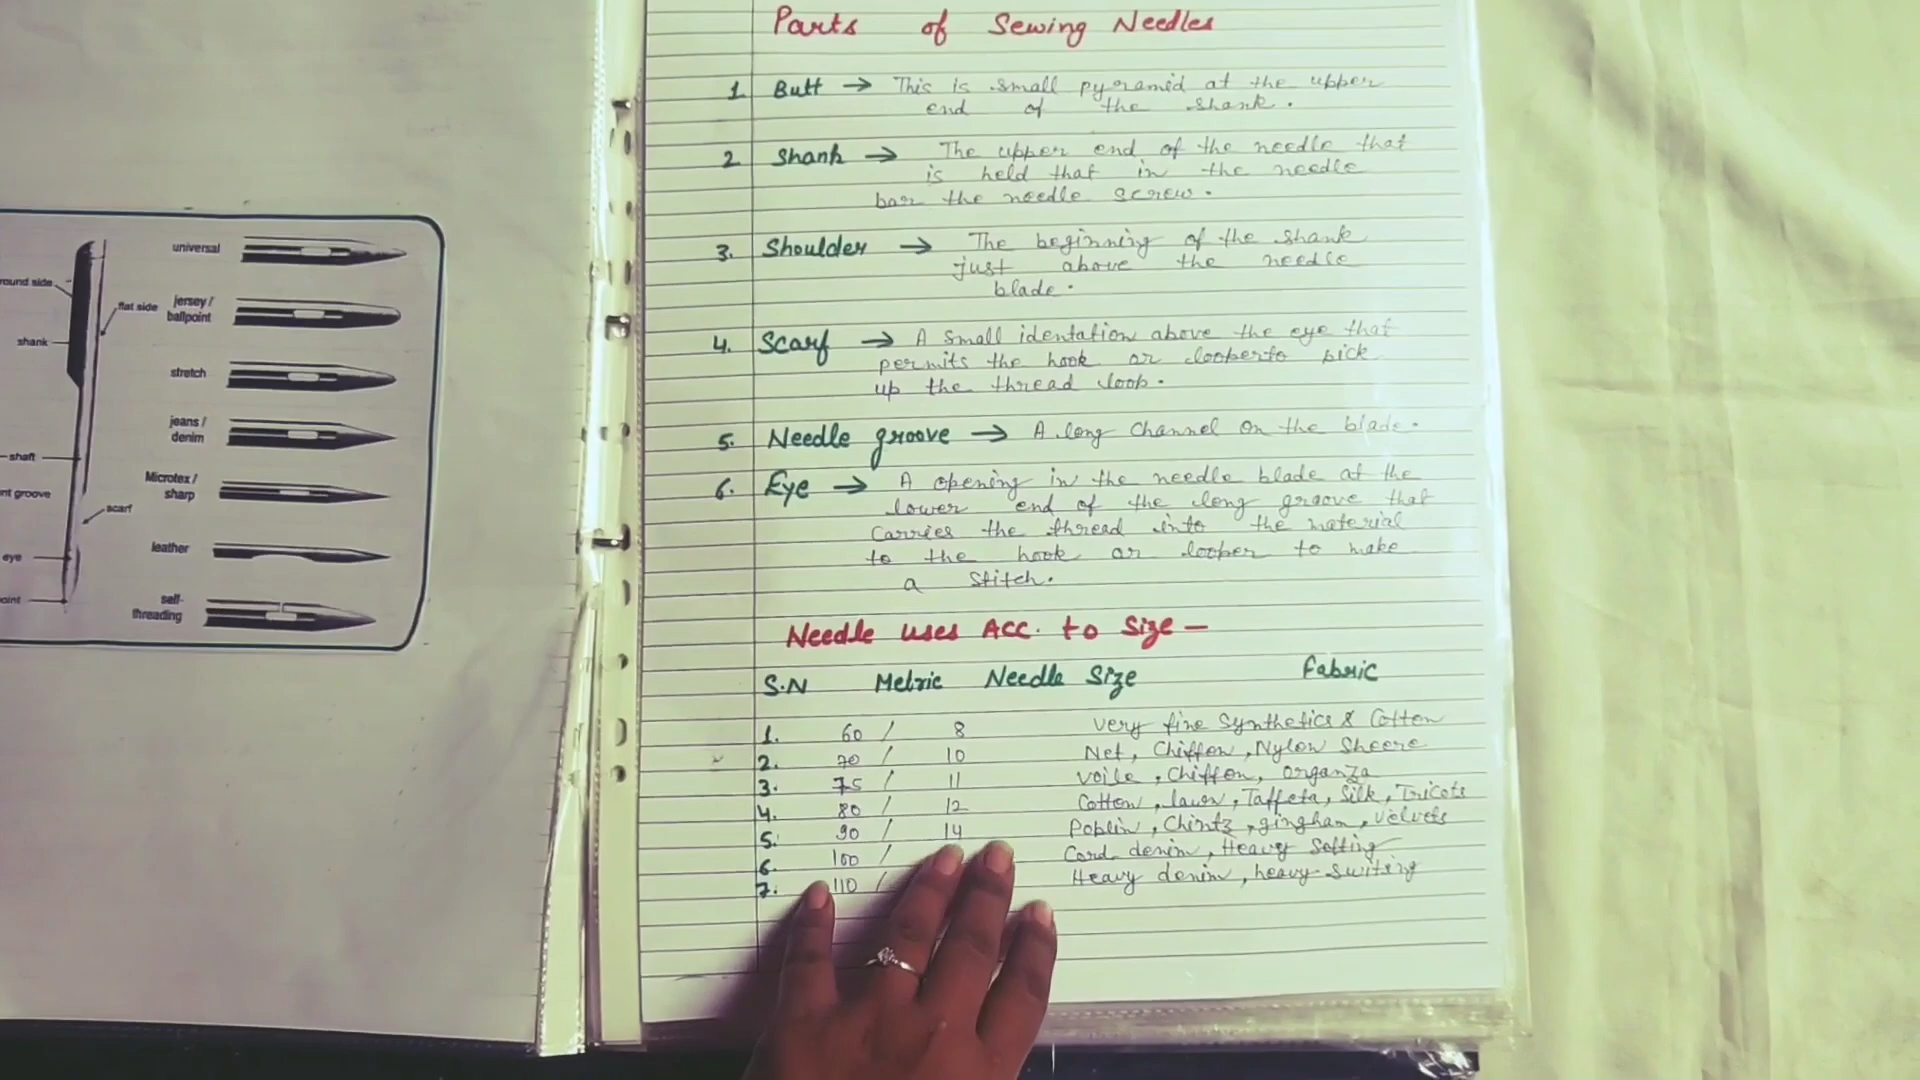 round side
flat side
shank
shaft
nt groove
scarf
eye
oint
universal
jersey /
ballpoint
stretch
jeans /
denim
Microtex /
sharp
leather
self-
threading
Parts of Sewing Needles
1 Butt → This is small pyramid at the upper
end of the shank.
2 Shank → The upper end of the needle that
is held that in the needle
bar the needle screw.
3. Shoulder → The beginning of the shank
just above the needle
blade.
4. Scarf → A small identation above the eye that
permits the hook or looperto pick
up the thread loop.
5. Needle groove → A long channel on the blade.
6. Eye → A opening in the needle blade at the
lower end of the long groove that
carries the thread into the material
to the hook or looper to make
a stitch.
Needle uses Acc. to Size —
S.N Metric Needle Size Fabric
1. 60 / 8 very fine synthetics & Cotton
2. 70 / 10 Net, Chiffon, Nylon Sheere
3. 75 / 11 Voile, Chiffon, organza
4. 80 / 12 Cotton, lawn, Taffeta, Silk, Tricots
5. 90 / 14 Poblin, Chintz, gingham, velvets
6. 100 / Cord denim, Heavy
7. 110 / Heavy denim, heavy switing